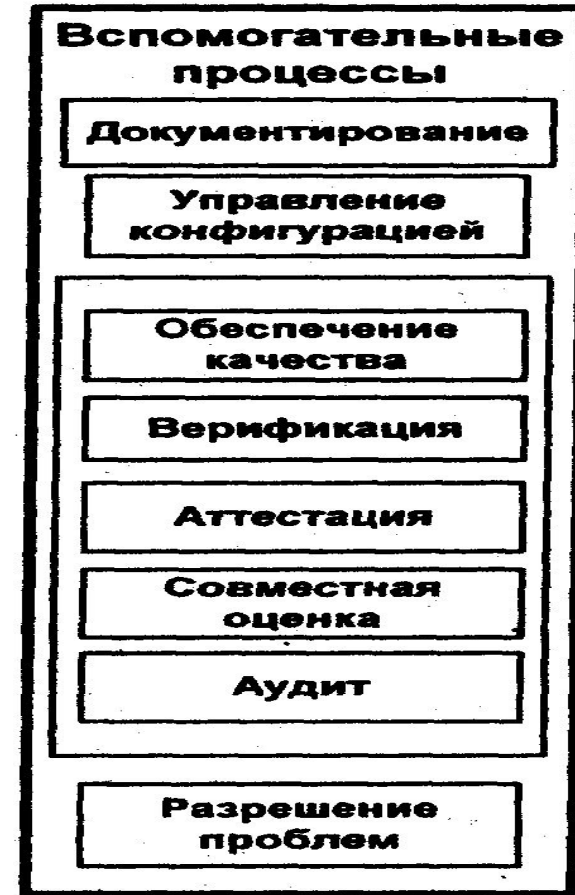 Вспомогательные
процессы
Документирование
Управление
конфигурацией
Обеспечение
качества
Верификация
Аттестация
Совместная
оценка
Аудит
Разрешение
проблем